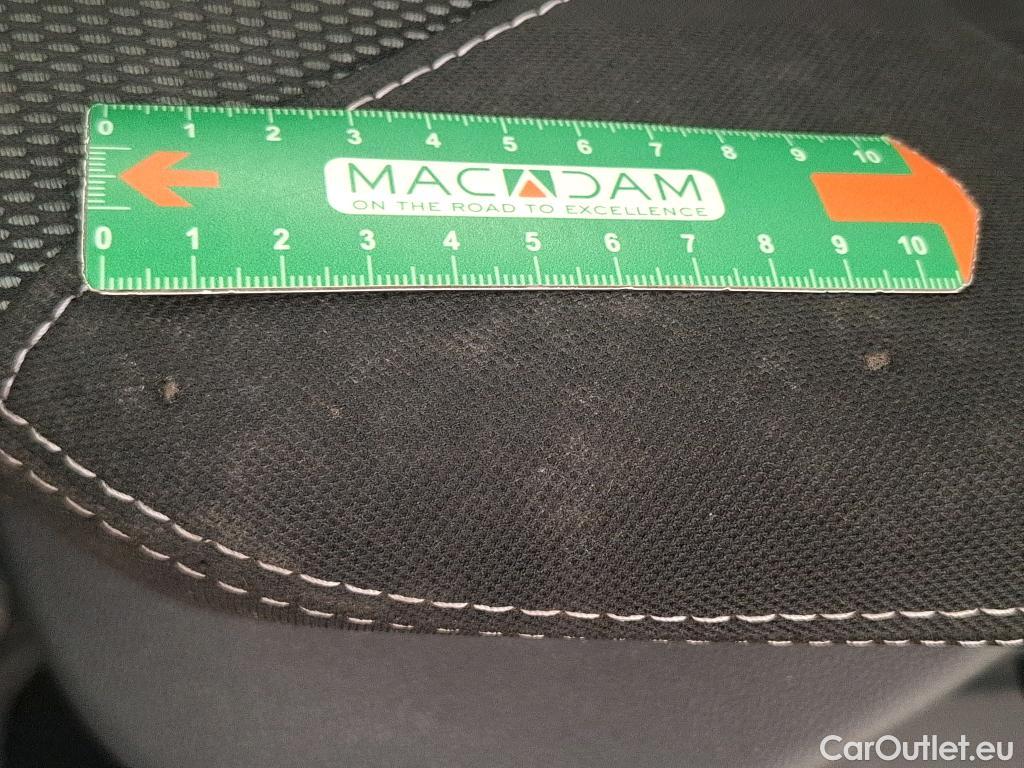 0 1 2 3 4 5 6 7 8 9 10
MACADAM
ON THE ROAD TO EXCELLENCE
0 1 2 3 4 5 6 7 8 9 10
CarOutlet.eu